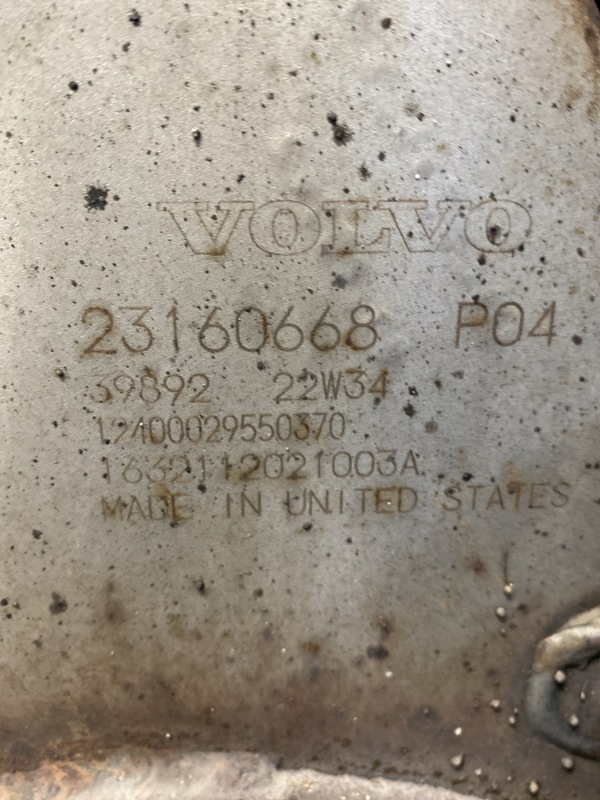 VOLVO
23160668 P04
39892 22W34
12400029550370
1632112021003A
MADE IN UNITED STATES